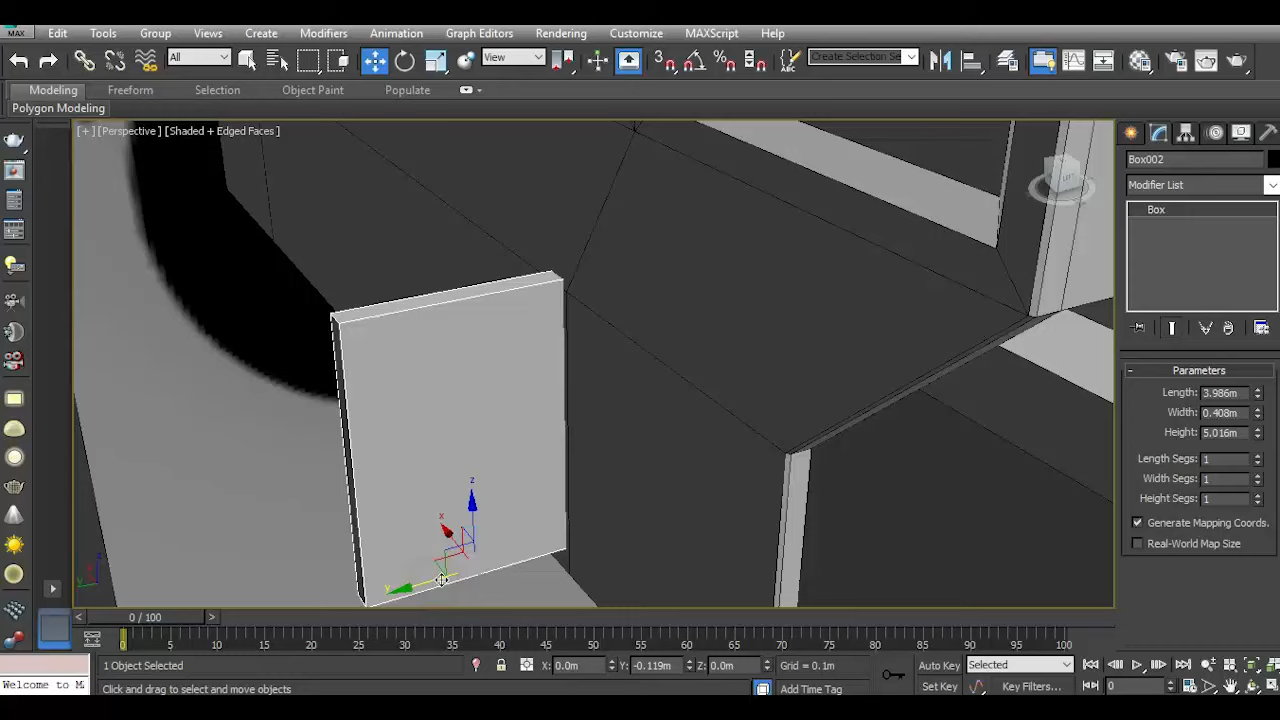 MAX Edit Tools Group Views Create Modifiers Animation Graph Editors Rendering Customize MAXScript Help
All View 3 ABC Create Selection Se
Modeling Freeform Selection Object Paint Populate
Polygon Modeling
[+] [Perspective] [Shaded + Edged Faces]
Box002
Modifier List
Box
Parameters
Length: 3.986m
Width: 0.408m
Height: 5.016m
Length Segs: 1
Width Segs: 1
Height Segs: 1
Generate Mapping Coords.
Real-World Map Size
z
x
y
0 / 100
0 5 10 15 20 25 30 35 40 45 50 55 60 65 70 75 80 85 90 95 100
1 Object Selected X: 0.0m Y: -0.119m Z: 0.0m Grid = 0.1m Auto Key Selected
Welcome to M Click and drag to select and move objects Add Time Tag Set Key Key Filters... 0